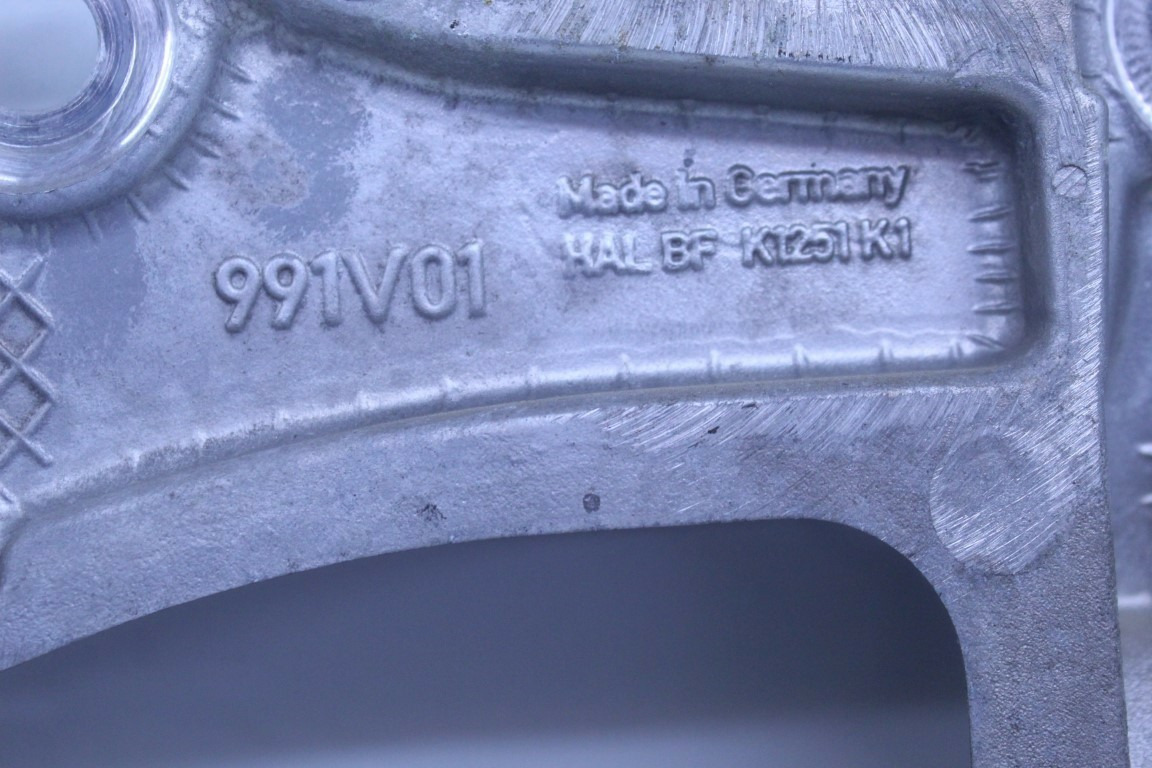 991V01
Made in Germany
HAL BF K1251 K1